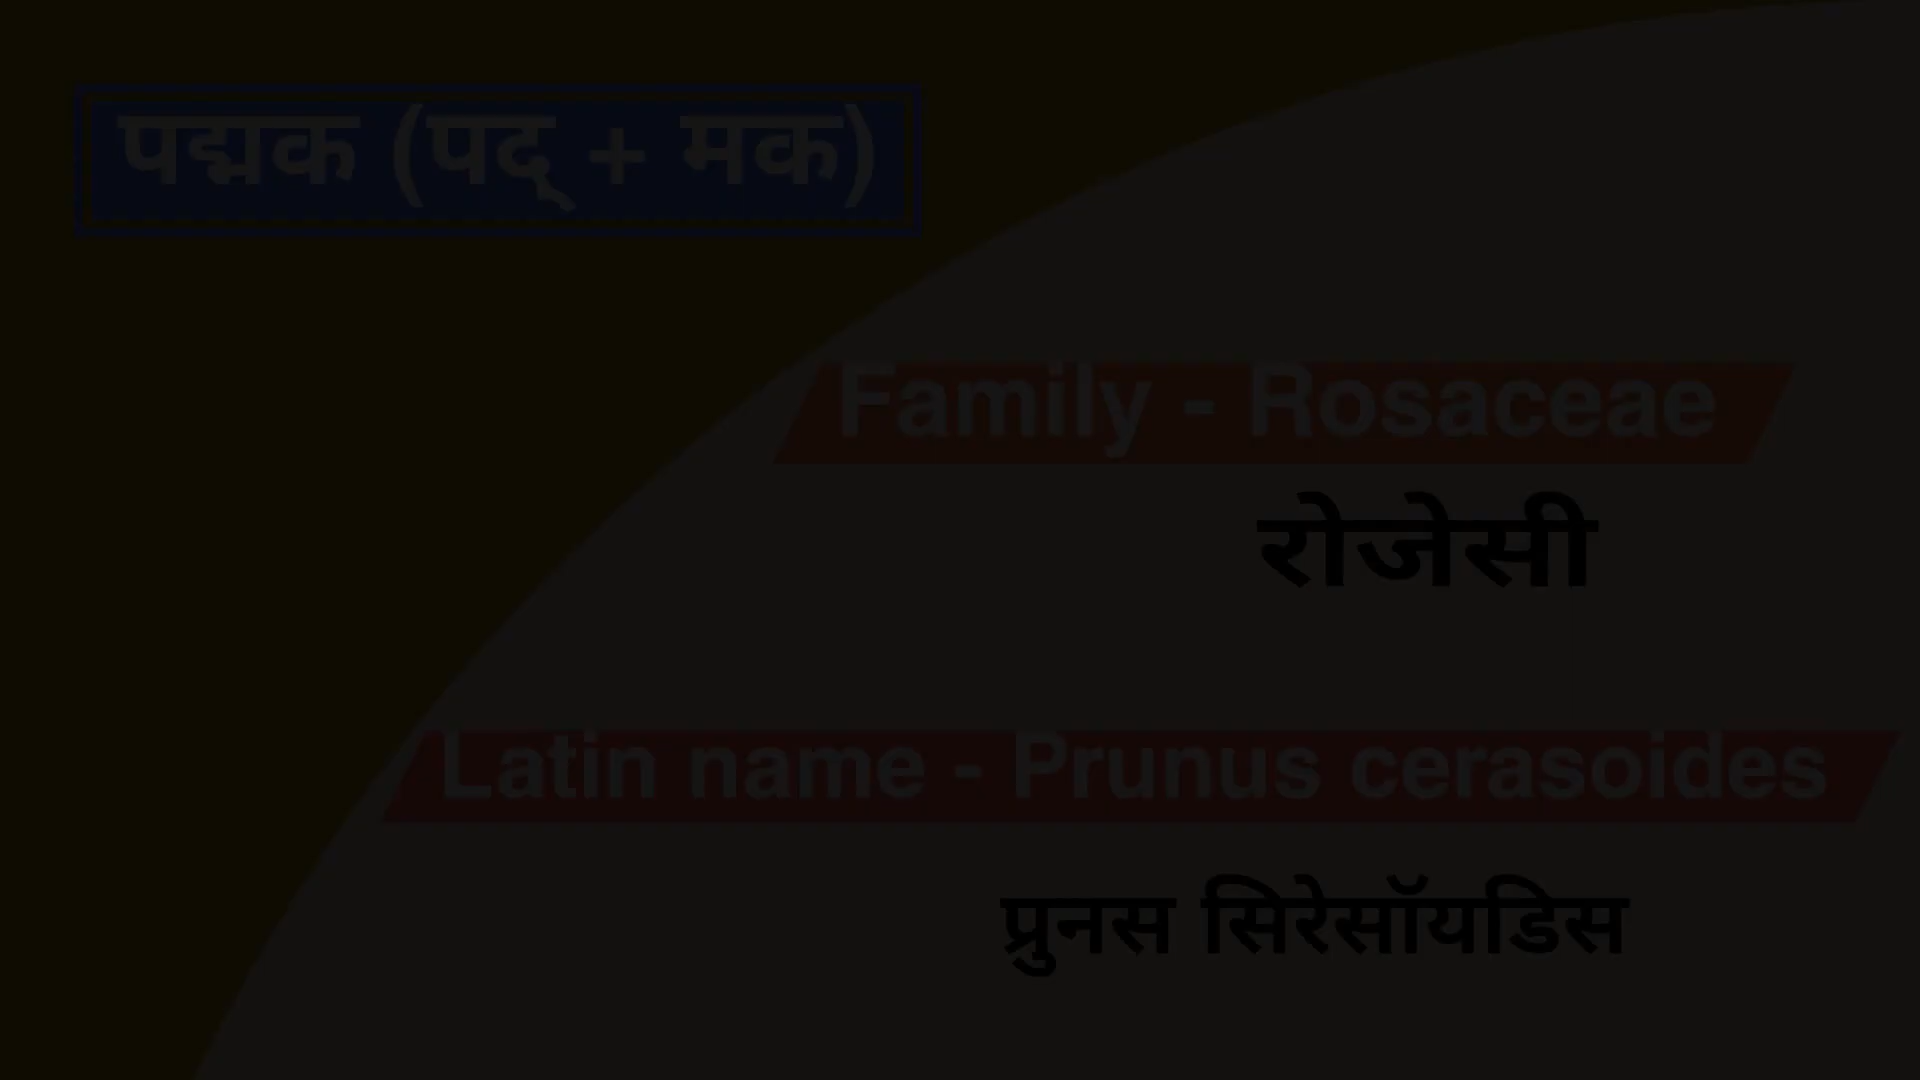 पद्मक (पद् + मक)
Family - Rosaceae
रोजेसी
Latin name - Prunus cerasoides
प्रुनस सिरेसॉयडिस